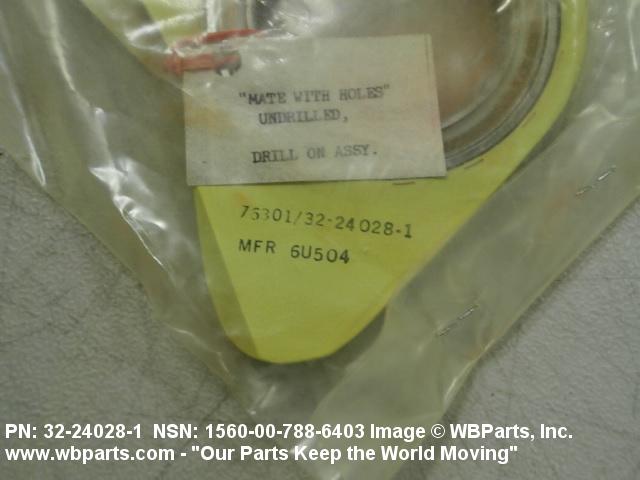 "MATE WITH HOLES"
UNDRILLED,
DRILL ON ASSY.
76301/32-24028-1
MFR 6U504
PN: 32-24028-1 NSN: 1560-00-788-6403 Image © WBParts, Inc.
www.wbparts.com - "Our Parts Keep the World Moving"